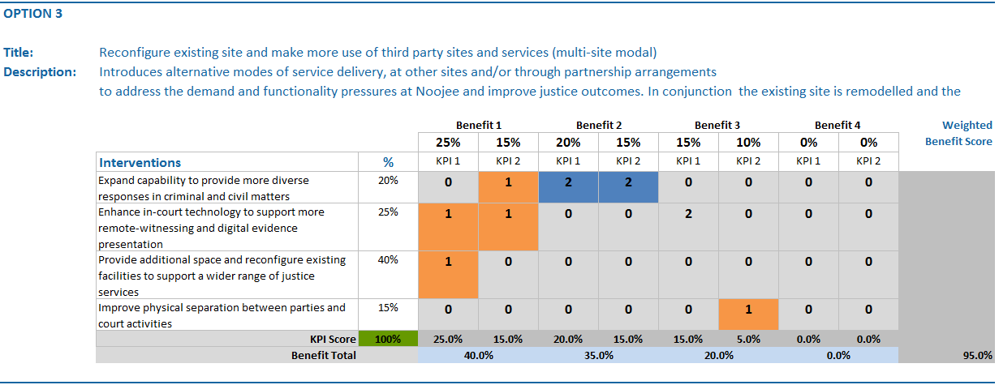 OPTION 3
Title: Reconfigure existing site and make more use of third party sites and services (multi-site modal)
Description: Introduces alternative modes of service delivery, at other sites and/or through partnership arrangements
to address the demand and functionality pressures at Noojee and improve justice outcomes. In conjunction the existing site is remodelled and the
Benefit 1 Benefit 2 Benefit 3 Benefit 4 Weighted
25% 15% 20% 15% 15% 10% 0% 0% Benefit Score
Interventions % KPI 1 KPI 2 KPI 1 KPI 2 KPI 1 KPI 2 KPI 1 KPI 2
Expand capability to provide more diverse 20% 0 1 2 2 0 0 0 0
responses in criminal and civil matters
Enhance in-court technology to support more 25% 1 1 0 0 2 0 0 0
remote-witnessing and digital evidence
presentation
Provide additional space and reconfigure existing 40% 1 0 0 0 0 0 0 0
facilities to support a wider range of justice
services
Improve physical separation between parties and 15% 0 0 0 0 0 1 0 0
court activities
KPI Score 100% 25.0% 15.0% 20.0% 15.0% 15.0% 5.0% 0.0% 0.0%
Benefit Total 40.0% 35.0% 20.0% 0.0% 95.0%